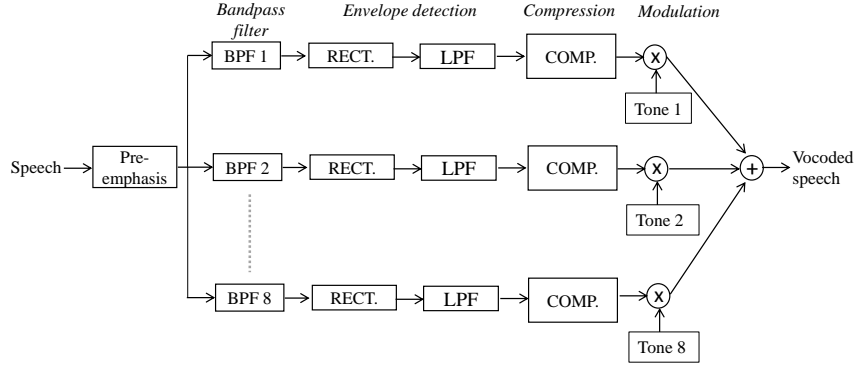 Bandpass
filter
Envelope detection
Compression
Modulation
BPF 1
RECT.
LPF
COMP.
X
Tone 1
Speech
Pre-
emphasis
BPF 2
RECT.
LPF
COMP.
X
+
Vocoded
speech
Tone 2
BPF 8
RECT.
LPF
COMP.
X
Tone 8